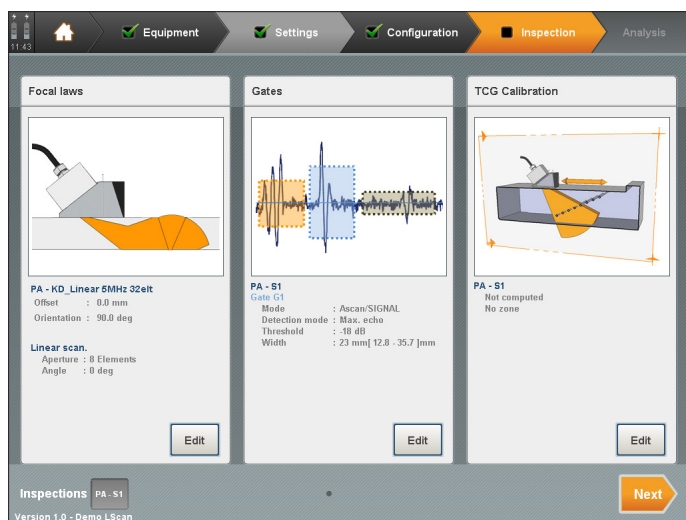 11:43
Equipment
Settings
Configuration
Inspection
Analysis
Focal laws
PA - KD_Linear 5MHz 32elt
Offset : 0.0 mm
Orientation : 90.0 deg
Linear scan.
Aperture : 8 Elements
Angle : 0 deg
Edit
Gates
PA - S1
Gate G1
Mode : Ascan/SIGNAL
Detection mode : Max. echo
Threshold : -18 dB
Width : 23 mm[ 12.8 - 35.7 ]mm
Edit
TCG Calibration
PA - S1
Not computed
No zone
Edit
Inspections PA - S1
Next
Version 1.0 - Demo LScan